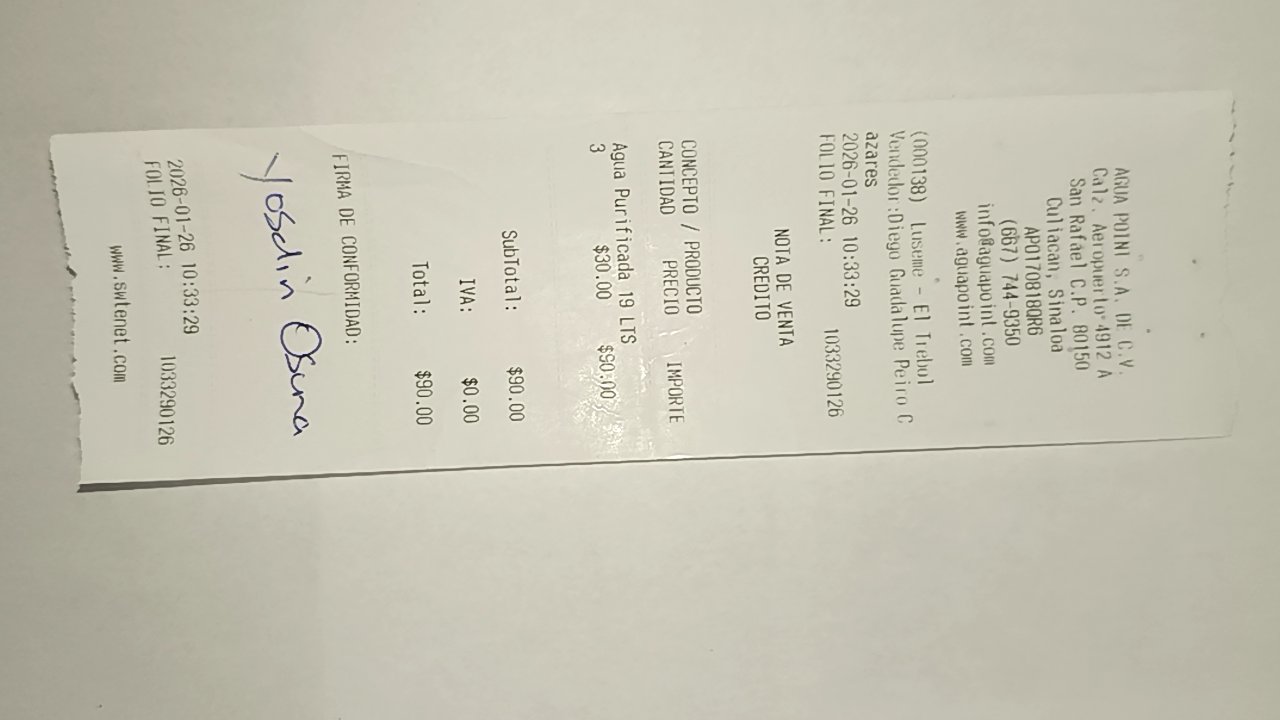 AGUA POINT S.A. DE C.V.
Calz. Aeropuerto 4912 A
San Rafael C.P. 80150
Culiacan, Sinaloa
APO170818QR6
(667) 744-9350
info@aguapoint.com
www.aguapoint.com
(000138) Luseme - El Trebol
Vendedor:Diego Guadalupe Peiro C
azares
2026-01-26 10:33:29
FOLIO FINAL: 1033290126
NOTA DE VENTA
CREDITO
CONCEPTO / PRODUCTO
CANTIDAD PRECIO IMPORTE
Agua Purificada 19 LTS
3 $30.00 $90.00
SubTotal: $90.00
IVA: $0.00
Total: $90.00
FIRMA DE CONFORMIDAD:
Yoselin Osuna
2026-01-26 10:33:29
FOLIO FINAL: 1033290126
www.swtenet.com